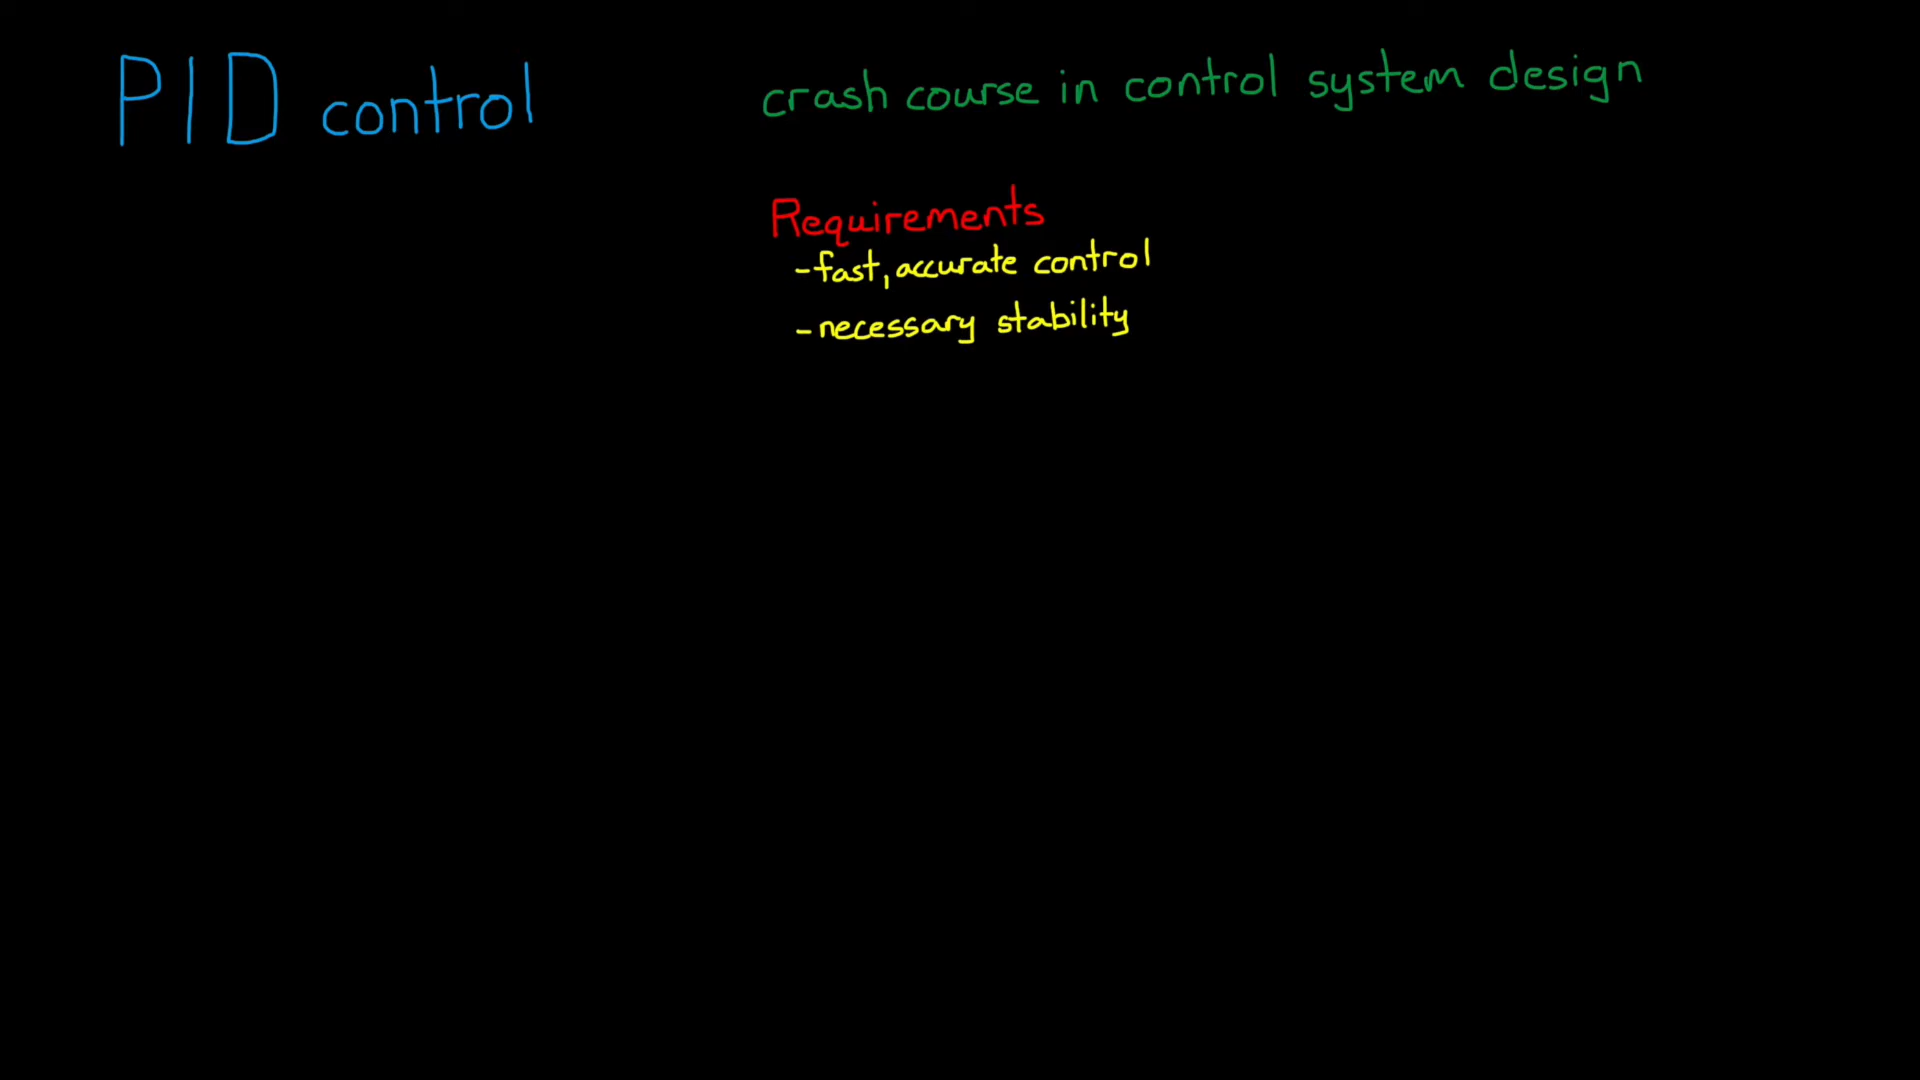 PID control
crash course in control system design
Requirements
-fast, accurate control
-necessary stability